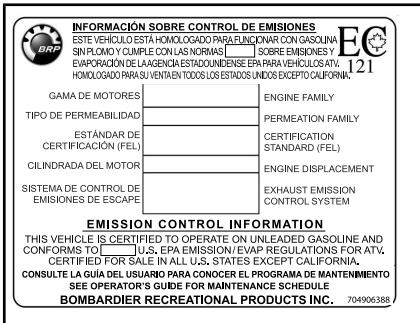 BRP
INFORMACIÓN SOBRE CONTROL DE EMISIONES
ESTE VEHÍCULO ESTÁ HOMOLOGADO PARA FUNCIONAR CON GASOLINA
SIN PLOMO Y CUMPLE CON LAS NORMAS SOBRE EMISIONES Y
EVAPORACIÓN DE LA AGENCIA ESTADOUNIDENSE EPA PARA VEHÍCULOS ATV.
HOMOLOGADO PARA SU VENTA EN TODOS LOS ESTADOS UNIDOS EXCEPTO CALIFORNIA.
EC
121
GAMA DE MOTORES ENGINE FAMILY
TIPO DE PERMEABILIDAD PERMEATION FAMILY
ESTÁNDAR DE CERTIFICATION
CERTIFICACIÓN (FEL) STANDARD (FEL)
CILINDRADA DEL MOTOR ENGINE DISPLACEMENT
SISTEMA DE CONTROL DE EXHAUST EMISSION
EMISIONES DE ESCAPE CONTROL SYSTEM
EMISSION CONTROL INFORMATION
THIS VEHICLE IS CERTIFIED TO OPERATE ON UNLEADED GASOLINE AND
CONFORMS TO U.S. EPA EMISSION/EVAP REGULATIONS FOR ATV.
CERTIFIED FOR SALE IN ALL U.S. STATES EXCEPT CALIFORNIA.
CONSULTE LA GUÍA DEL USUARIO PARA CONOCER EL PROGRAMA DE MANTENIMIENTO
SEE OPERATOR'S GUIDE FOR MAINTENANCE SCHEDULE
BOMBARDIER RECREATIONAL PRODUCTS INC. 704906388